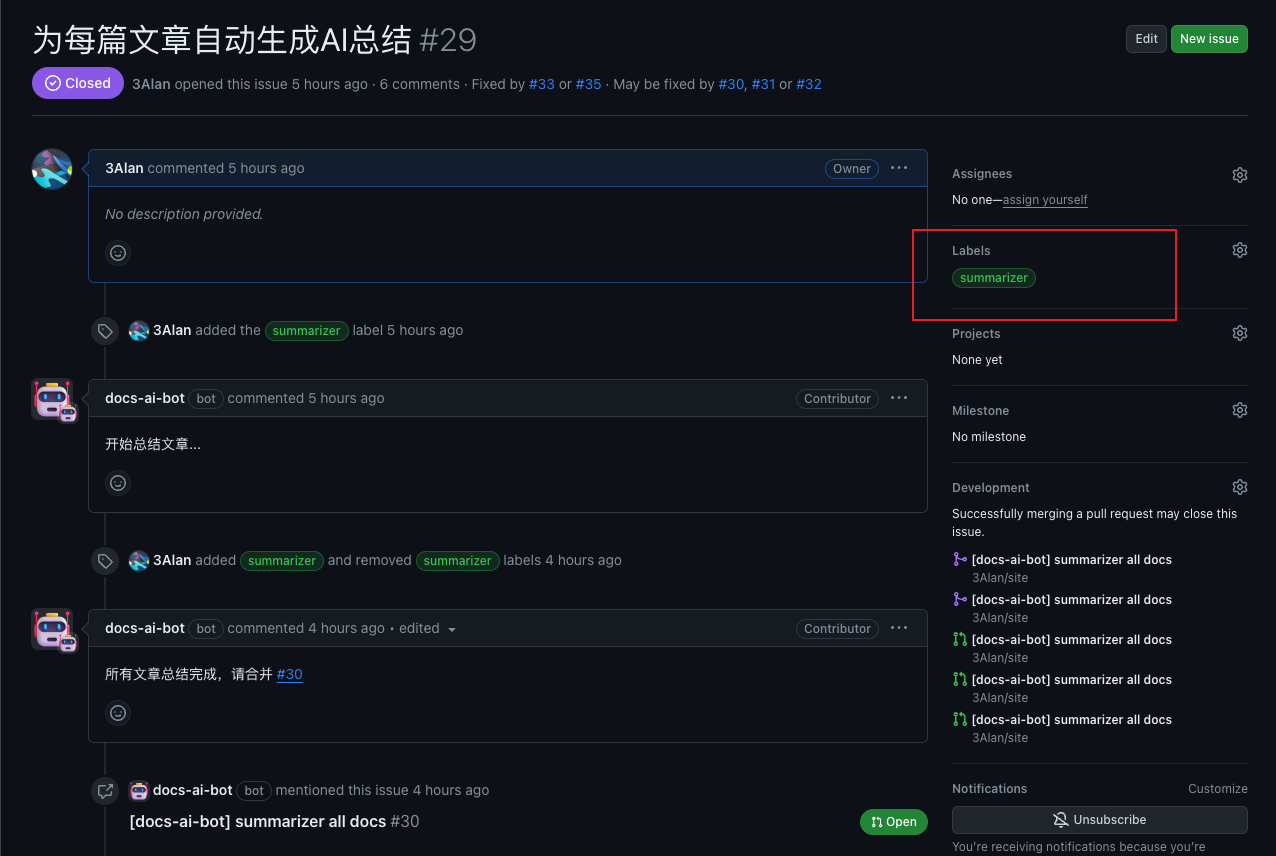 为每篇文章自动生成AI总结 #29
Edit
New issue
Closed
3Alan opened this issue 5 hours ago · 6 comments · Fixed by #33 or #35 · May be fixed by #30, #31 or #32
3Alan commented 5 hours ago
Owner
No description provided.
3Alan added the summarizer label 5 hours ago
docs-ai-bot bot commented 5 hours ago
Contributor
开始总结文章...
3Alan added summarizer and removed summarizer labels 4 hours ago
docs-ai-bot bot commented 4 hours ago • edited
Contributor
所有文章总结完成，请合并 #30
docs-ai-bot bot mentioned this issue 4 hours ago
[docs-ai-bot] summarizer all docs #30
Open
Assignees
No one—assign yourself
Labels
summarizer
Projects
None yet
Milestone
No milestone
Development
Successfully merging a pull request may close this
issue.
[docs-ai-bot] summarizer all docs
3Alan/site
[docs-ai-bot] summarizer all docs
3Alan/site
[docs-ai-bot] summarizer all docs
3Alan/site
[docs-ai-bot] summarizer all docs
3Alan/site
[docs-ai-bot] summarizer all docs
3Alan/site
Notifications
Customize
Unsubscribe
You're receiving notifications because you're